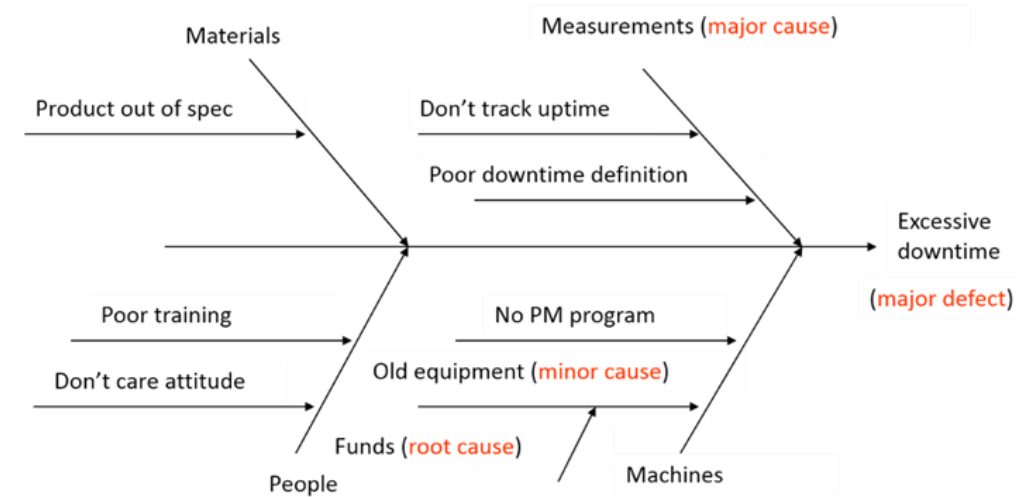 Materials
Measurements (major cause)
Product out of spec
Don't track uptime
Poor downtime definition
Excessive
downtime
(major defect)
Poor training
No PM program
Don't care attitude
Old equipment (minor cause)
Funds (root cause)
People
Machines